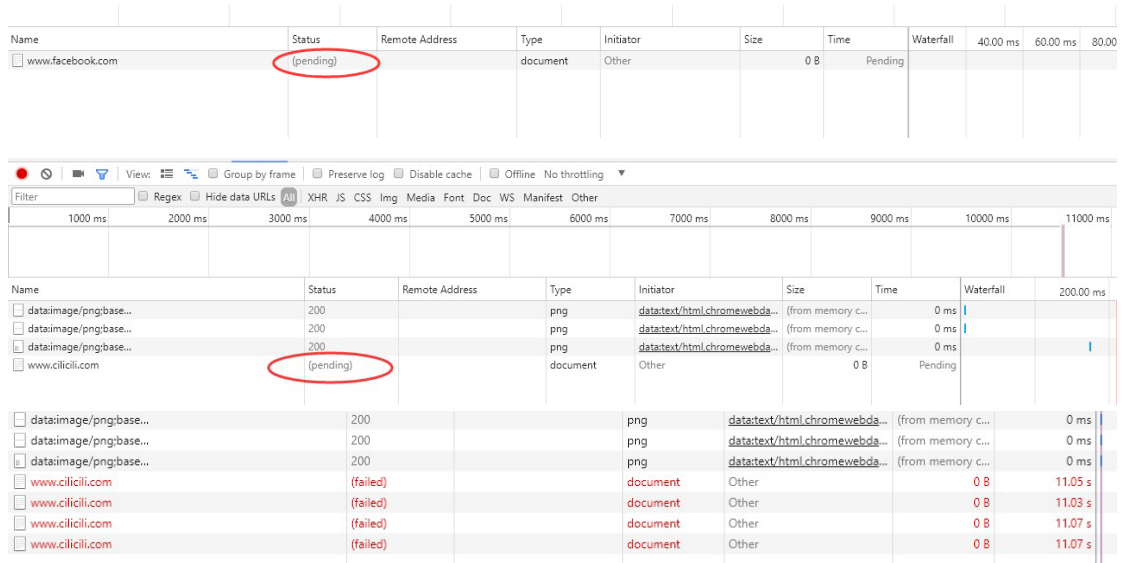 Name Status Remote Address Type Initiator Size Time Waterfall 40.00 ms 60.00 ms 80.00
www.facebook.com (pending) document Other 0 B Pending
View: Group by frame Preserve log Disable cache Offline No throttling ▼
Filter Regex Hide data URLs All XHR JS CSS Img Media Font Doc WS Manifest Other
1000 ms 2000 ms 3000 ms 4000 ms 5000 ms 6000 ms 7000 ms 8000 ms 9000 ms 10000 ms 11000 ms
Name Status Remote Address Type Initiator Size Time Waterfall 200.00 ms
data:image/png;base... 200 png data:text/html,chromewebda... (from memory c... 0 ms
data:image/png;base... 200 png data:text/html,chromewebda... (from memory c... 0 ms
data:image/png;base... 200 png data:text/html,chromewebda... (from memory c... 0 ms
www.cilicili.com (pending) document Other 0 B Pending
data:image/png;base... 200 png data:text/html,chromewebda... (from memory c... 0 ms
data:image/png;base... 200 png data:text/html,chromewebda... (from memory c... 0 ms
data:image/png;base... 200 png data:text/html,chromewebda... (from memory c... 0 ms
www.cilicili.com (failed) document Other 0 B 11.05 s
www.cilicili.com (failed) document Other 0 B 11.03 s
www.cilicili.com (failed) document Other 0 B 11.07 s
www.cilicili.com (failed) document Other 0 B 11.07 s